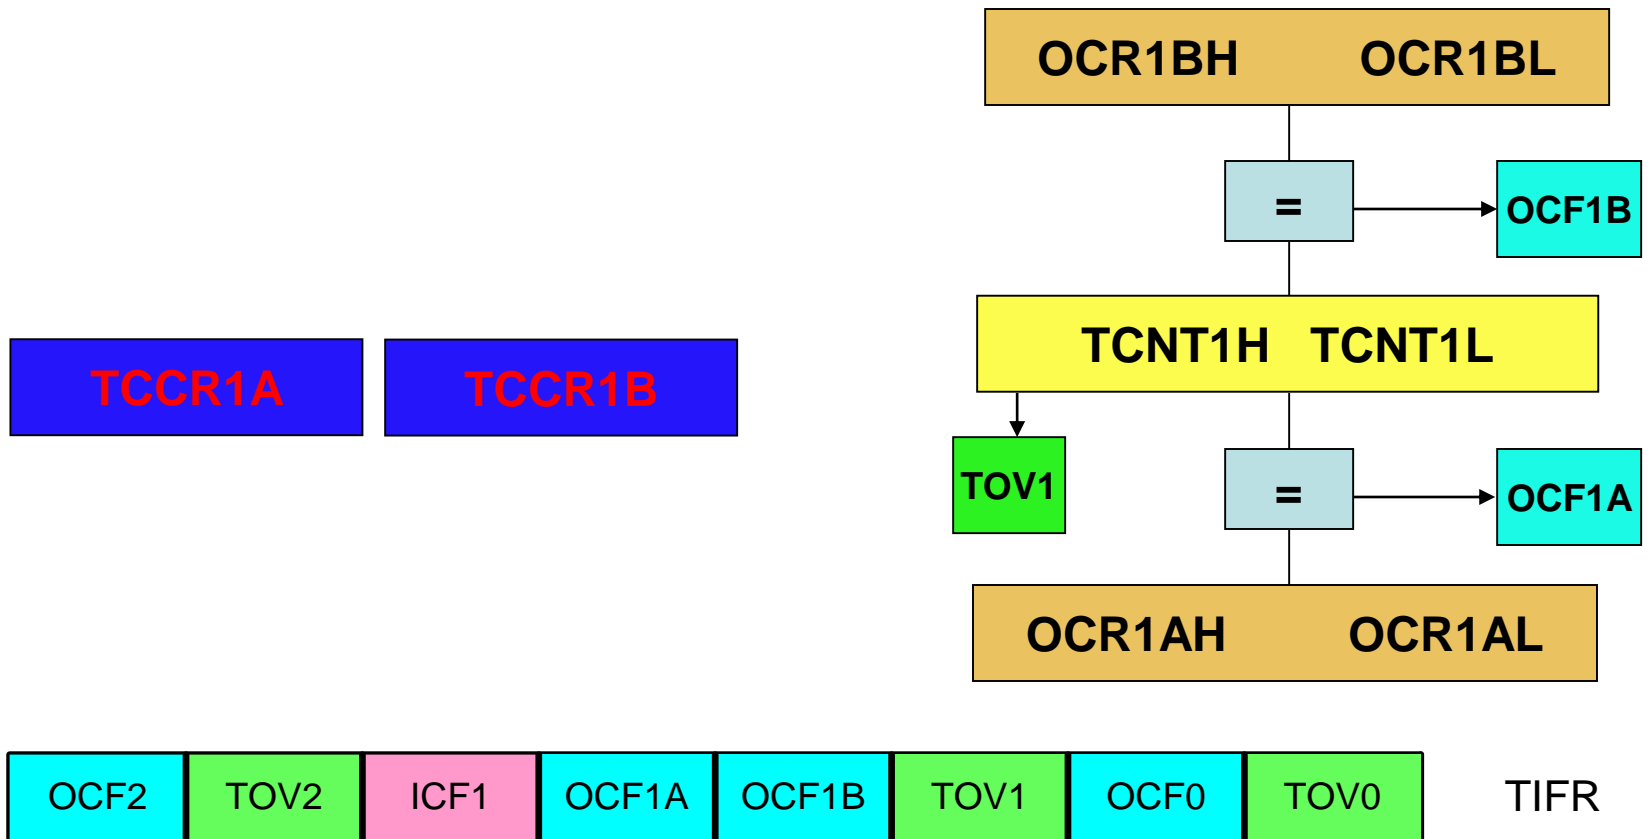 OCR1BH OCR1BL
=
OCF1B
TCNT1H TCNT1L
TCCR1A TCCR1B
TOV1
=
OCF1A
OCR1AH OCR1AL
OCF2 TOV2 ICF1 OCF1A OCF1B TOV1 OCF0 TOV0 TIFR